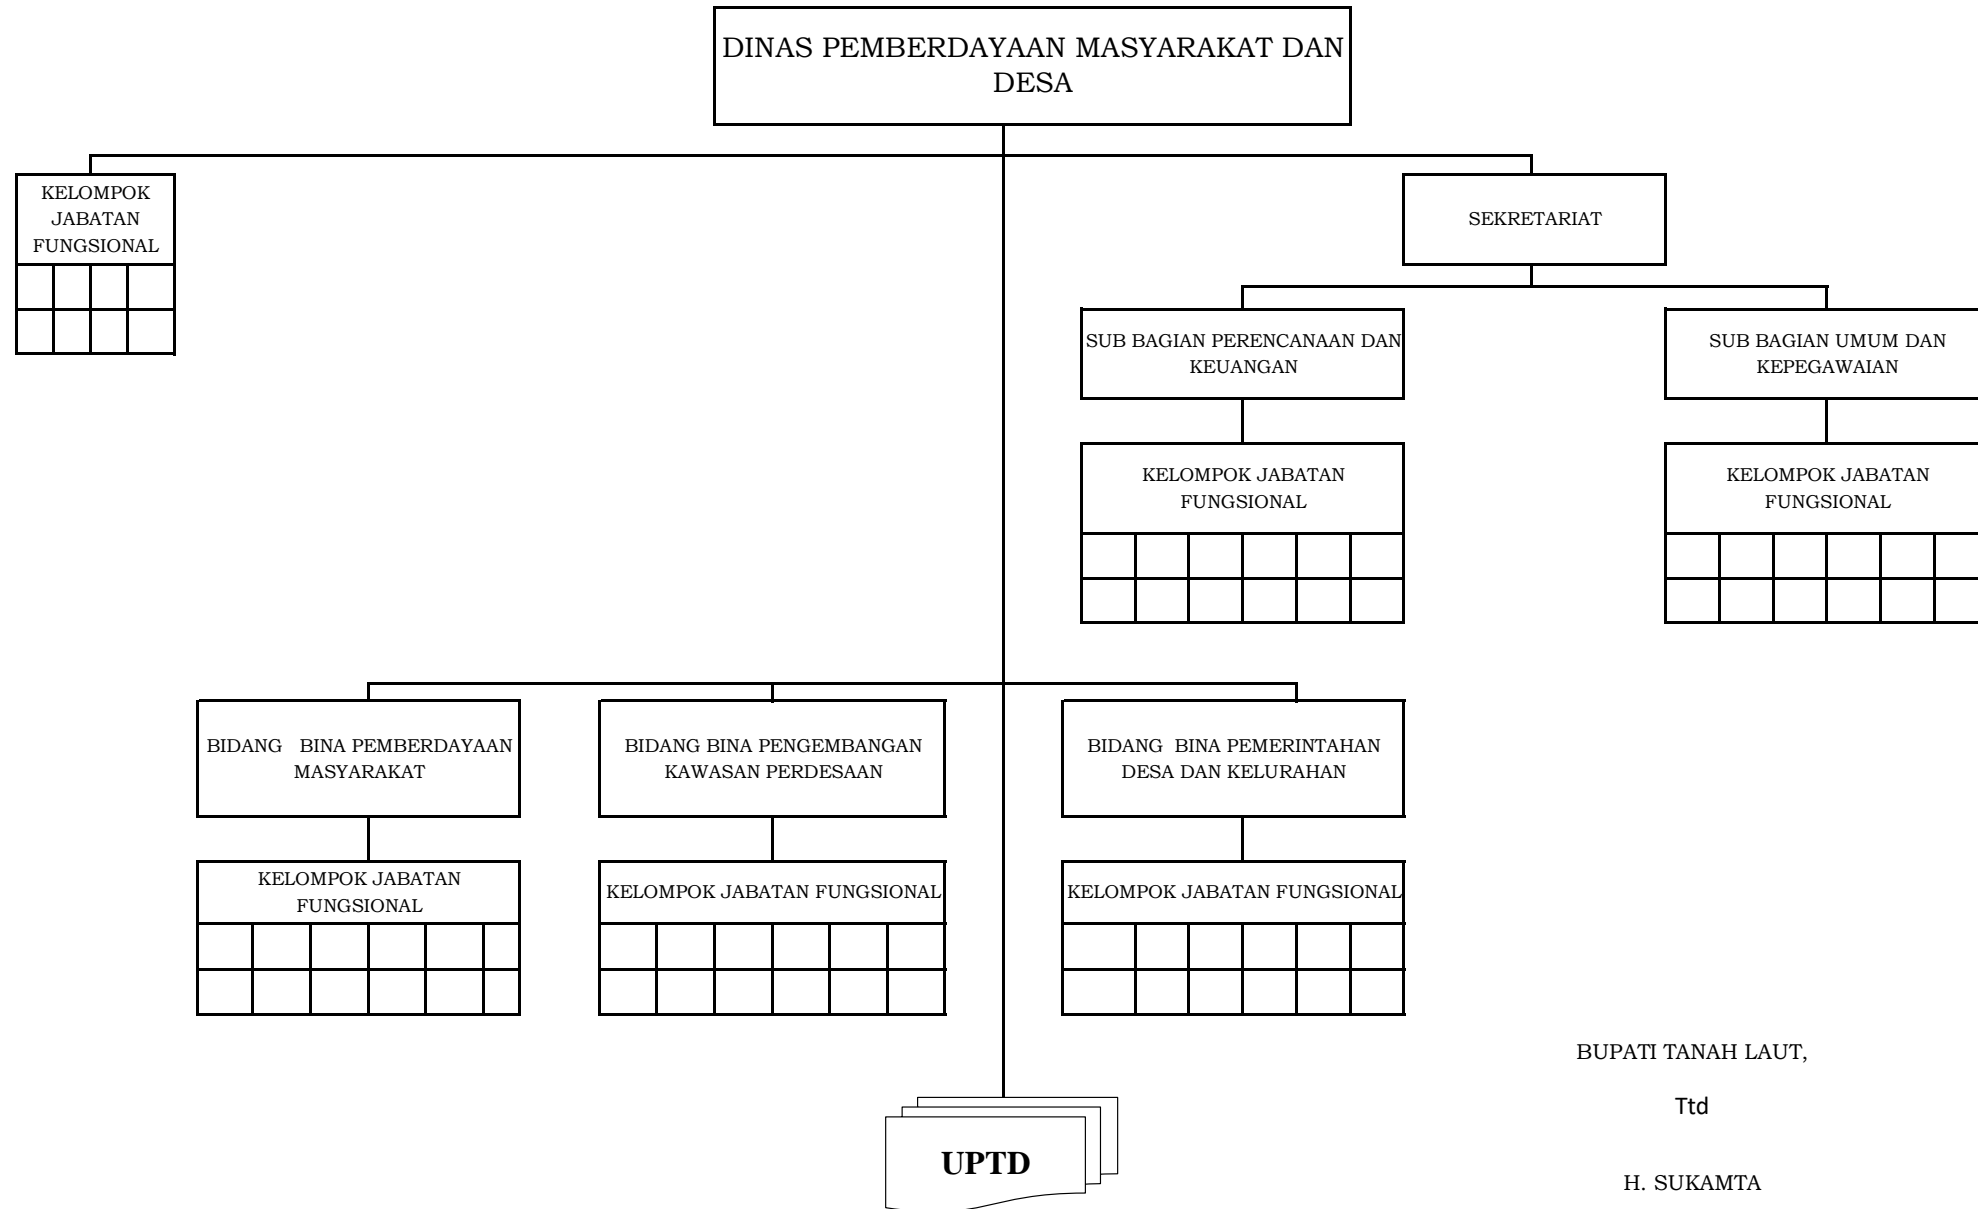 DINAS PEMBERDAYAAN MASYARAKAT DAN
DESA
KELOMPOK
JABATAN
FUNGSIONAL
SEKRETARIAT
SUB BAGIAN PERENCANAAN DAN
KEUANGAN
SUB BAGIAN UMUM DAN
KEPEGAWAIAN
KELOMPOK JABATAN
FUNGSIONAL
KELOMPOK JABATAN
FUNGSIONAL
BIDANG BINA PEMBERDAYAAN
MASYARAKAT
BIDANG BINA PENGEMBANGAN
KAWASAN PERDESAAN
BIDANG BINA PEMERINTAHAN
DESA DAN KELURAHAN
KELOMPOK JABATAN
FUNGSIONAL
KELOMPOK JABATAN FUNGSIONAL
KELOMPOK JABATAN FUNGSIONAL
UPTD
BUPATI TANAH LAUT,
Ttd
H. SUKAMTA